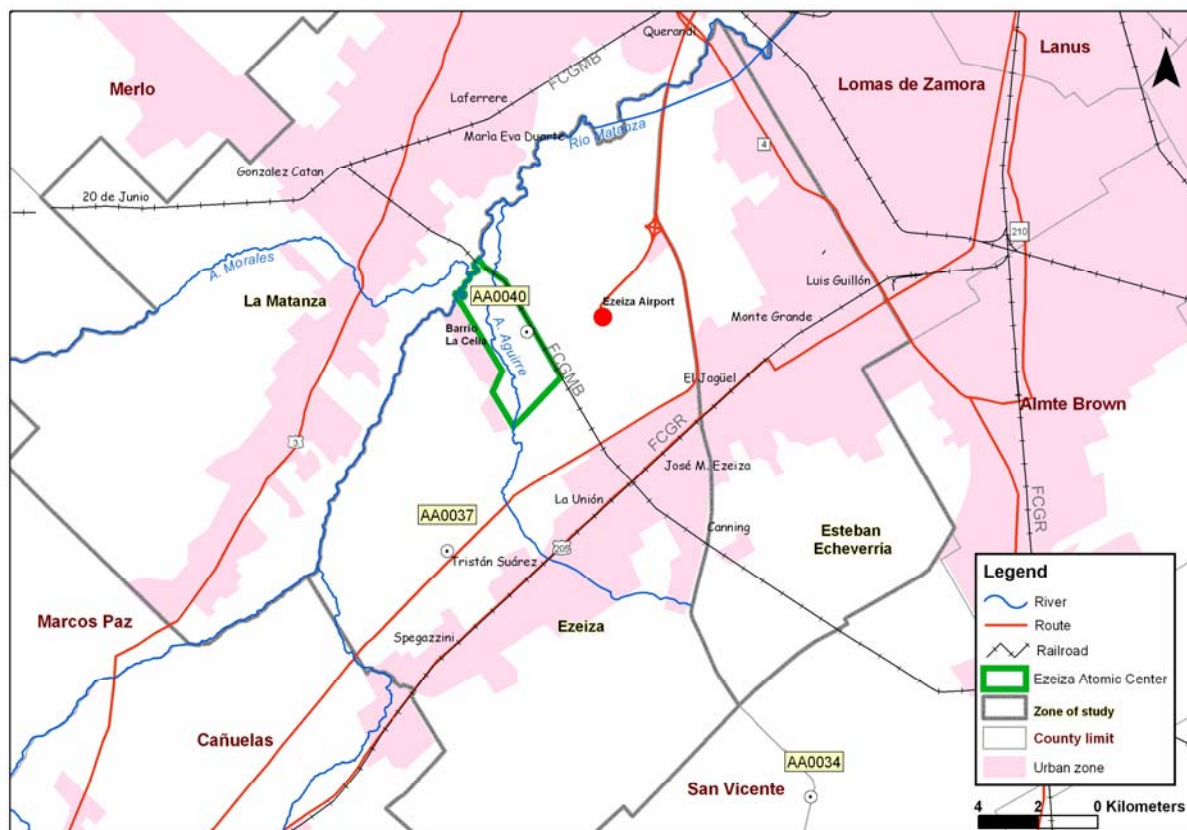 Querandi
Lanus
N
Merlo
FCGMB
Lomas de Zamora
Laferrere
María Eva Duarte
Río Matanza
4
Gonzalez Catan
20 de Junio
210
A. Morales
Luis Guillón
La Matanza
AA0040
Ezeiza Airport
Monte Grande
Barrio
La Celia
A. Aguirre
FCGMB
El Jagüel
Almte Brown
3
FCGR
José M. Ezeiza
La Unión
AA0037
Canning
FCGR
Esteban
Echeverría
205
Tristán Suárez
Marcos Paz
Ezeiza
Spegazzini
Legend
River
Route
Railroad
Ezeiza Atomic Center
Zone of study
County limit
Urban zone
Cañuelas
AA0034
San Vicente
4 2 0 Kilometers